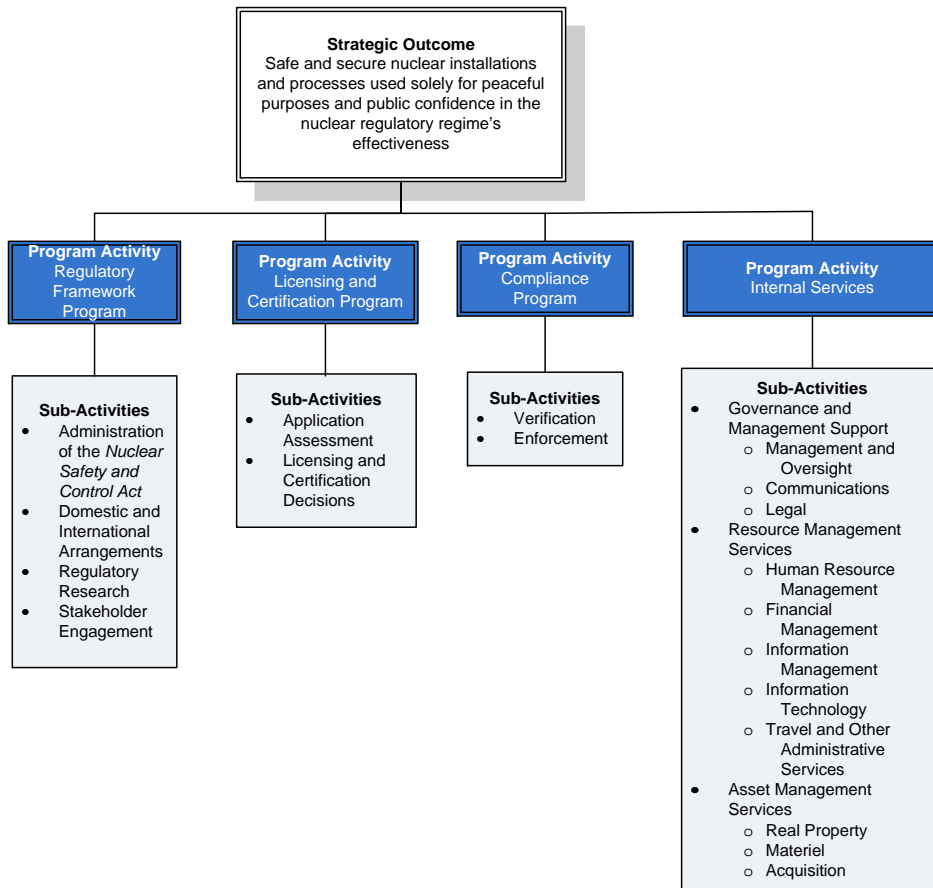 Strategic Outcome
Safe and secure nuclear installations
and processes used solely for peaceful
purposes and public confidence in the
nuclear regulatory regime's
effectiveness
Program Activity
Regulatory
Framework
Program
Program Activity
Licensing and
Certification Program
Program Activity
Compliance
Program
Program Activity
Internal Services
Sub-Activities
• Administration
of the Nuclear
Safety and
Control Act
• Domestic and
International
Arrangements
• Regulatory
Research
• Stakeholder
Engagement
Sub-Activities
• Application
Assessment
• Licensing and
Certification
Decisions
Sub-Activities
• Verification
• Enforcement
Sub-Activities
• Governance and
Management Support
o Management and
Oversight
o Communications
o Legal
• Resource Management
Services
o Human Resource
Management
o Financial
Management
o Information
Management
o Information
Technology
o Travel and Other
Administrative
Services
• Asset Management
Services
o Real Property
o Materiel
o Acquisition